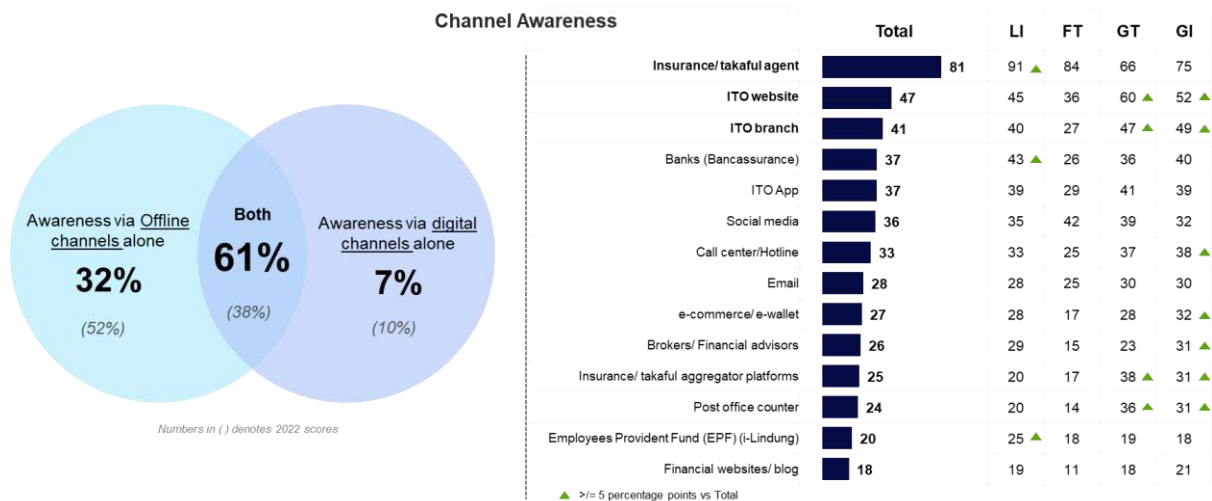 Channel Awareness
Awareness via Offline
channels alone
32%
(52%)
Both
61%
(38%)
Awareness via digital
channels alone
7%
(10%)
Numbers in ( ) denotes 2022 scores
Total LI FT GT GI
Insurance/ takaful agent 81 91 ▲ 84 66 75
ITO website 47 45 36 60 ▲ 52 ▲
ITO branch 41 40 27 47 ▲ 49 ▲
Banks (Bancassurance) 37 43 ▲ 26 36 40
ITO App 37 39 29 41 39
Social media 36 35 42 39 32
Call center/Hotline 33 33 25 37 38 ▲
Email 28 28 25 30 30
e-commerce/ e-wallet 27 28 17 28 32 ▲
Brokers/ Financial advisors 26 29 15 23 31 ▲
Insurance/ takaful aggregator platforms 25 20 17 38 ▲ 31 ▲
Post office counter 24 20 14 36 ▲ 31 ▲
Employees Provident Fund (EPF) (i-Lindung) 20 25 ▲ 18 19 18
Financial websites/ blog 18 19 11 18 21
▲ >/= 5 percentage points vs Total